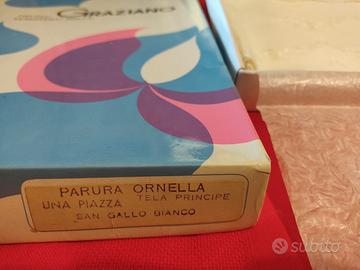 GRAZIANO
PARURA ORNELLA
UNA PIAZZA TELA PRINCIPE
SAN GALLO BIANCO
subito